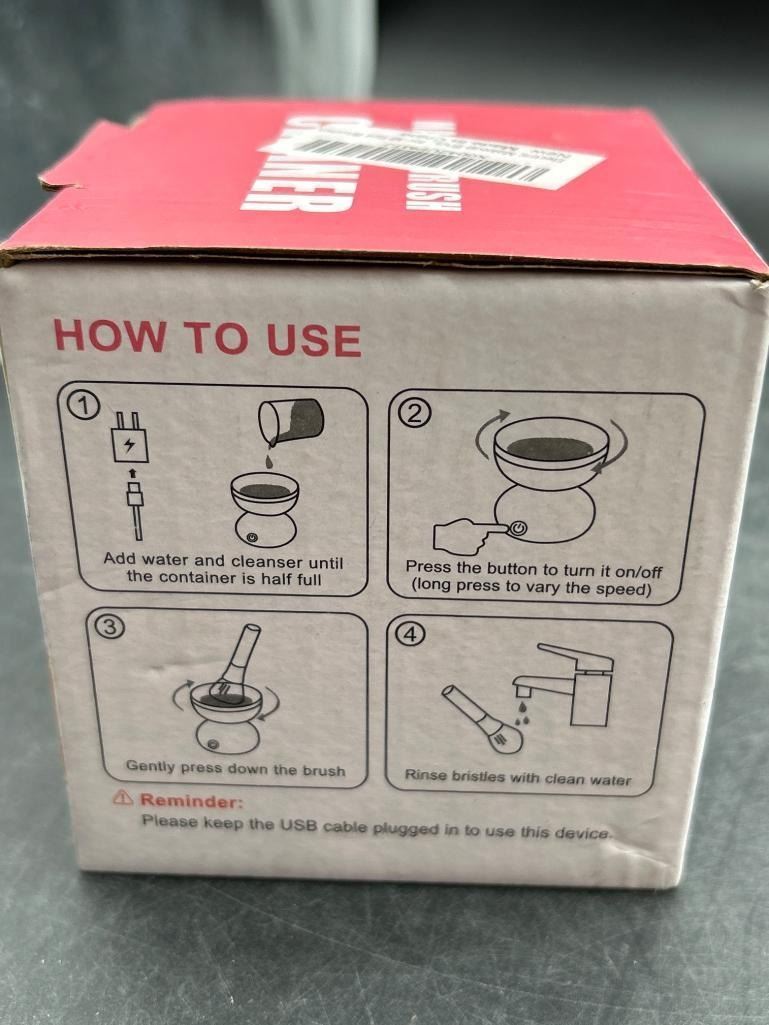 RUSH
HOW TO USE
1
Add water and cleanser until
the container is half full
2
Press the button to turn it on/off
(long press to vary the speed)
3
Gently press down the brush
4
Rinse bristles with clean water
Reminder:
Please keep the USB cable plugged in to use this device.